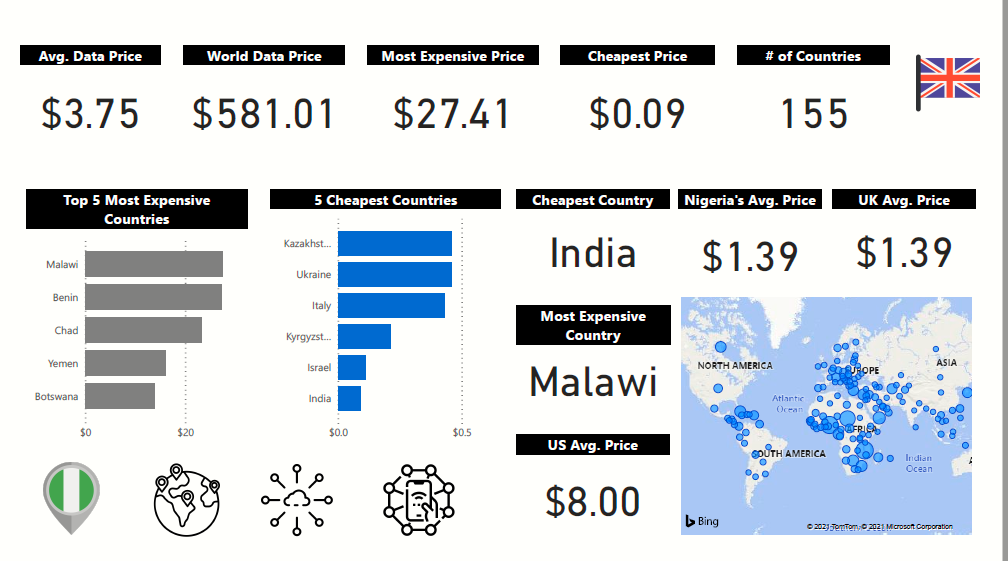 Avg. Data Price
World Data Price
Most Expensive Price
Cheapest Price
# of Countries
$3.75
$581.01
$27.41
$0.09
155
Top 5 Most Expensive
Countries
Malawi
Benin
Chad
Yemen
Botswana
$0
$20
5 Cheapest Countries
Kazakhst...
Ukraine
Italy
Kyrgyzst...
Israel
India
$0.0
$0.5
Cheapest Country
India
Nigeria's Avg. Price
$1.39
UK Avg. Price
$1.39
Most Expensive
Country
Malawi
US Avg. Price
$8.00
NORTH AMERICA
EUROPE
ASIA
Atlantic
Ocean
AFRICA
SOUTH AMERICA
Indian
Ocean
Bing
© 2021 TomTom, © 2021 Microsoft Corporation